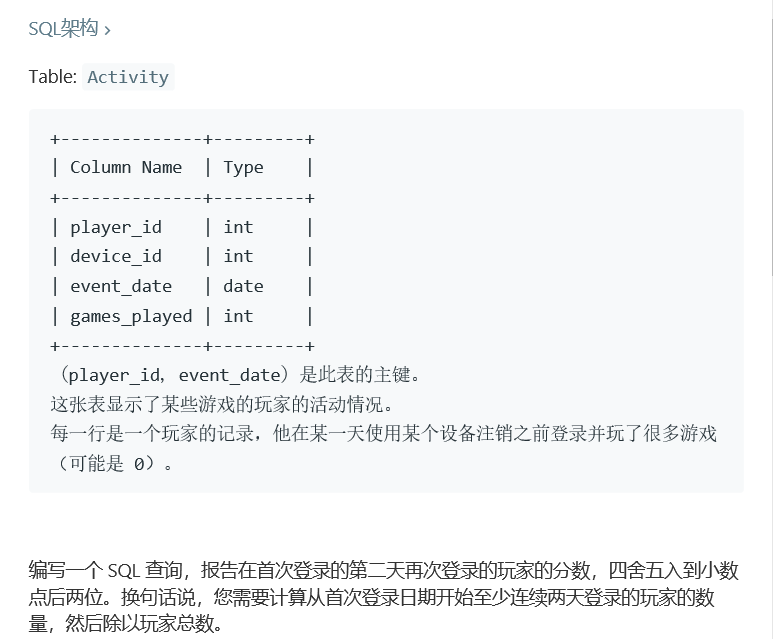 SQL架构 ›
Table: Activity
+--------------+---------+
| Column Name  | Type    |
+--------------+---------+
| player_id    | int     |
| device_id    | int     |
| event_date   | date    |
| games_played | int     |
+--------------+---------+
（player_id，event_date）是此表的主键。
这张表显示了某些游戏的玩家的活动情况。
每一行是一个玩家的记录，他在某一天使用某个设备注销之前登录并玩了很多游戏
（可能是 0）。
编写一个 SQL 查询，报告在首次登录的第二天再次登录的玩家的分数，四舍五入到小数
点后两位。换句话说，您需要计算从首次登录日期开始至少连续两天登录的玩家的数
量，然后除以玩家总数。